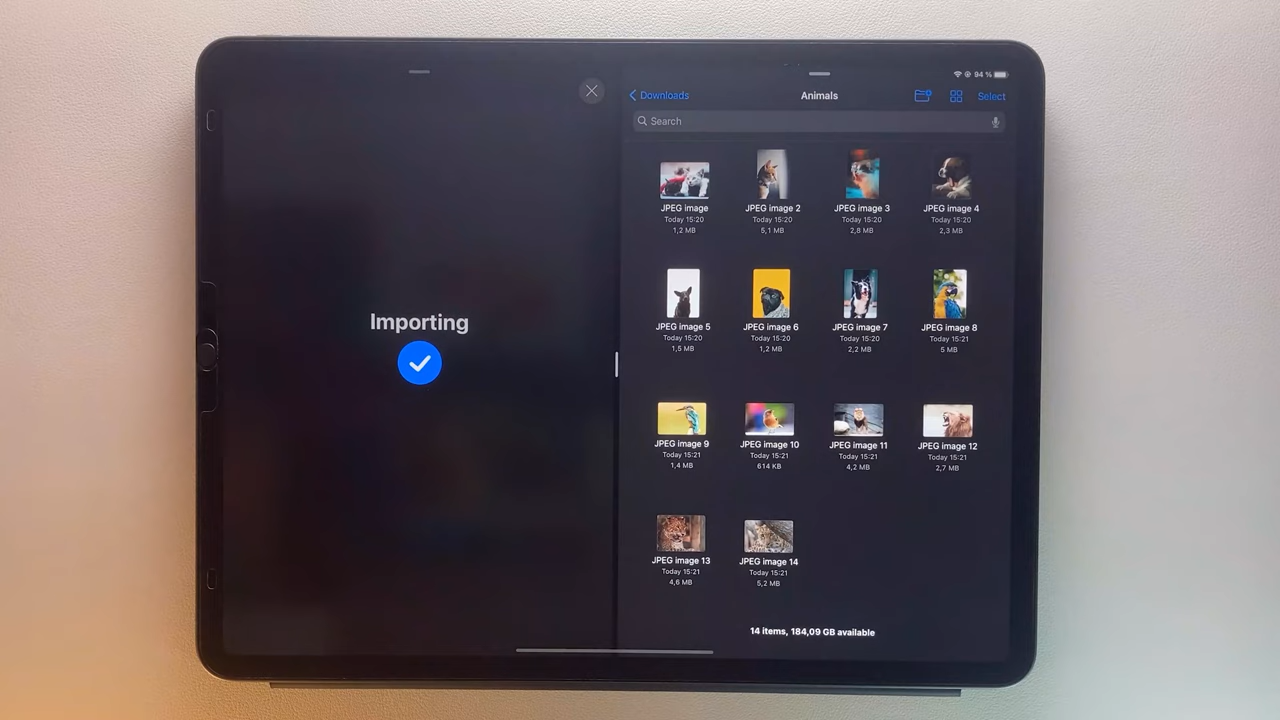 Importing
94 %
Downloads
Animals
Select
Search
JPEG image
Today 15:20
1,2 MB
JPEG image 2
Today 15:20
5,1 MB
JPEG image 3
Today 15:20
2,8 MB
JPEG image 4
Today 15:20
2,3 MB
JPEG image 5
Today 15:20
1,5 MB
JPEG image 6
Today 15:20
1,2 MB
JPEG image 7
Today 15:20
2,2 MB
JPEG image 8
Today 15:21
5 MB
JPEG image 9
Today 15:21
1,4 MB
JPEG image 10
Today 15:21
614 KB
JPEG image 11
Today 15:21
4,2 MB
JPEG image 12
Today 15:21
2,7 MB
JPEG image 13
Today 15:21
4,6 MB
JPEG image 14
Today 15:21
5,2 MB
14 items, 184,09 GB available